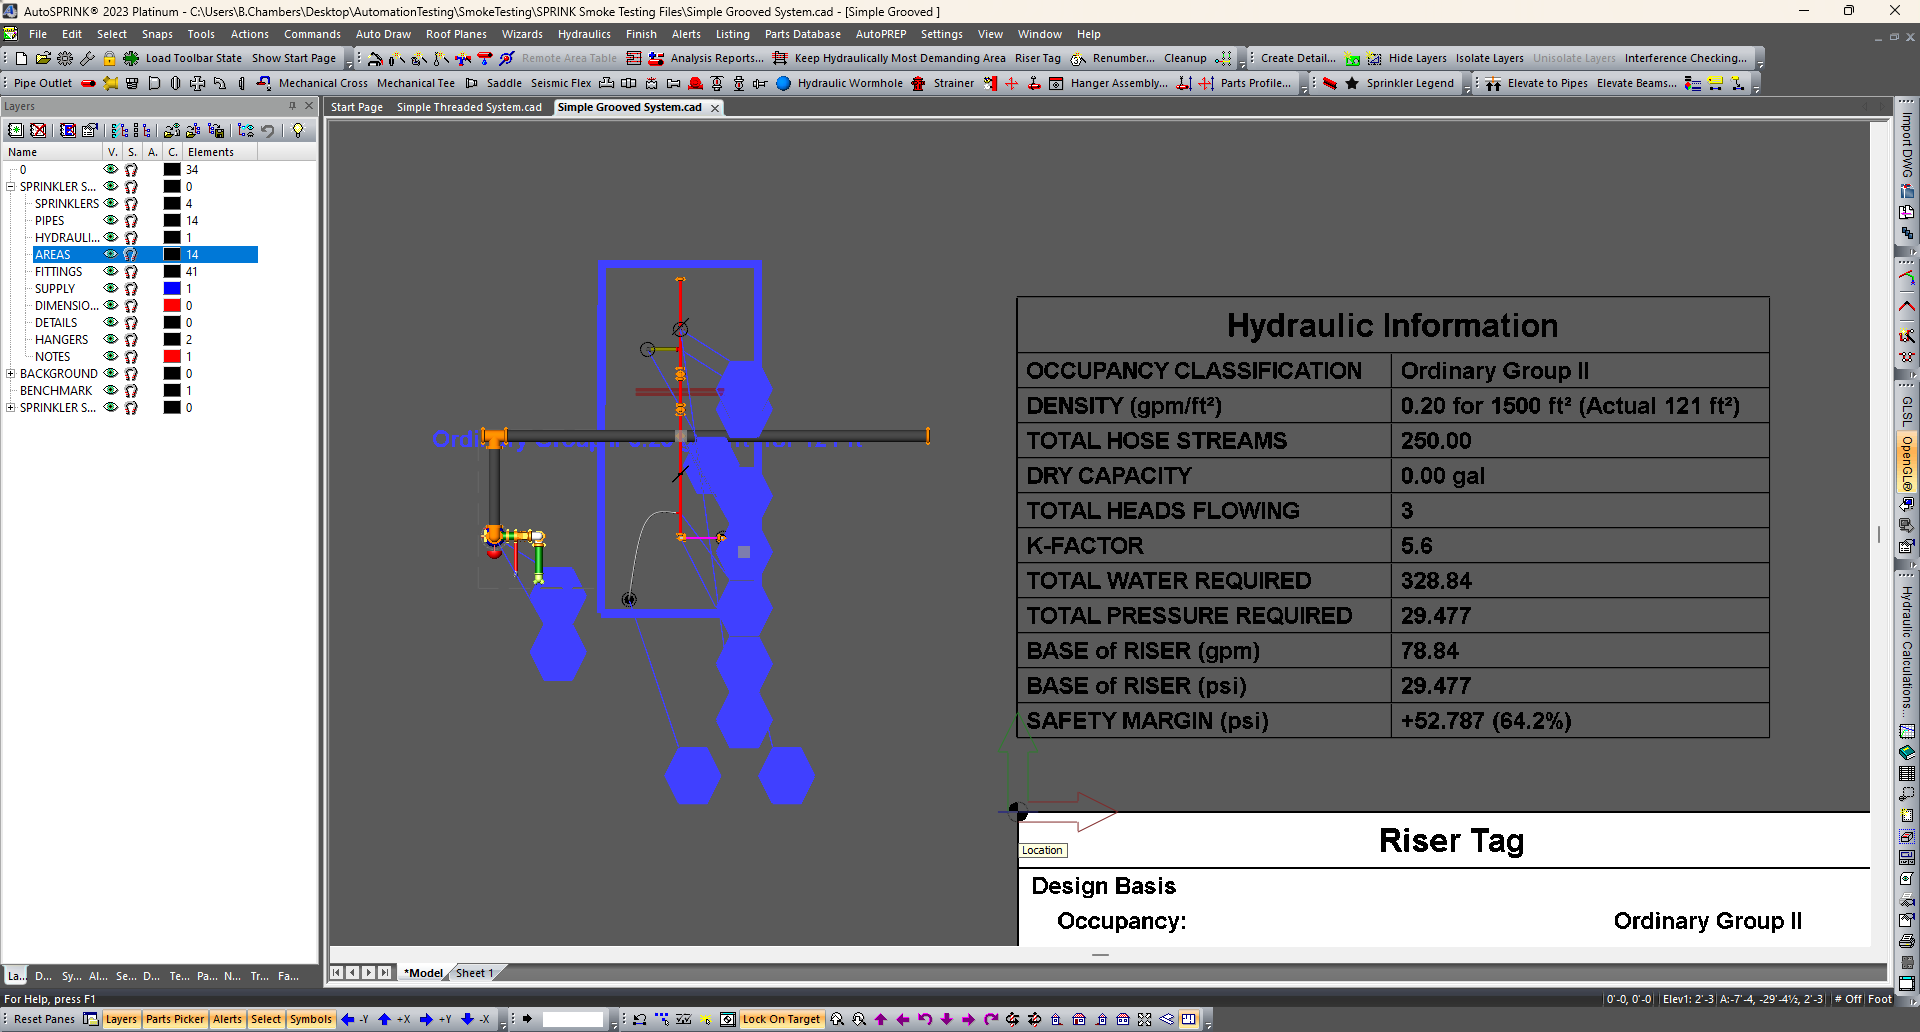 AutoSPRINK® 2023 Platinum - C:\Users\B.Chambers\Desktop\AutomationTesting\SmokeTesting\SPRINK Smoke Testing Files\Simple Grooved System.cad - [Simple Grooved ]
File Edit Select Snaps Tools Actions Commands Auto Draw Roof Planes Wizards Hydraulics Finish Alerts Listing Parts Database AutoPREP Settings View Window Help
Load Toolbar State Show Start Page Remote Area Table Analysis Reports... Keep Hydraulically Most Demanding Area Riser Tag Renumber... Cleanup Create Detail... Hide Layers Isolate Layers Unisolate Layers Interference Checking...
Pipe Outlet Mechanical Cross Mechanical Tee Saddle Seismic Flex Hydraulic Wormhole Strainer Hanger Assembly... Parts Profile... Sprinkler Legend Elevate to Pipes Elevate Beams...
Layers
Start Page Simple Threaded System.cad Simple Grooved System.cad
Name V. S. A. C. Elements
0 34
SPRINKLER S... 0
SPRINKLERS 4
PIPES 14
HYDRAULI... 1
AREAS 14
FITTINGS 41
SUPPLY 1
DIMENSIO... 0
DETAILS 0
HANGERS 2
NOTES 1
BACKGROUND 0
BENCHMARK 1
SPRINKLER S... 0
Hydraulic Information
OCCUPANCY CLASSIFICATION Ordinary Group II
DENSITY (gpm/ft²) 0.20 for 1500 ft² (Actual 121 ft²)
TOTAL HOSE STREAMS 250.00
DRY CAPACITY 0.00 gal
TOTAL HEADS FLOWING 3
K-FACTOR 5.6
TOTAL WATER REQUIRED 328.84
TOTAL PRESSURE REQUIRED 29.477
BASE of RISER (gpm) 78.84
BASE of RISER (psi) 29.477
SAFETY MARGIN (psi) +52.787 (64.2%)
Location
Riser Tag
Design Basis
Occupancy: Ordinary Group II
Import DWG
GLSL
OpenGL®
Hydraulic Calculations...
La... D... Sy... Al... Se... D... Te... Pa... N... Tr... Fa...
*Model Sheet 1
For Help, press F1
0'-0, 0'-0 Elev1: 2'-3 A:-7'-4, -29'-4½, 2'-3 # Off Foot
Reset Panes Layers Parts Picker Alerts Select Symbols -Y +X +Y -X Lock On Target